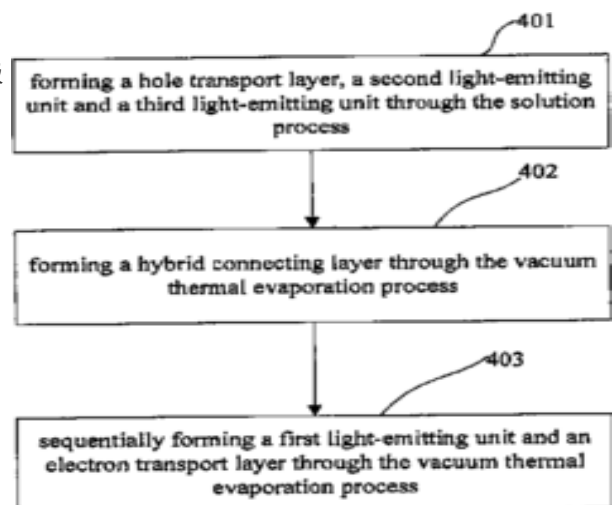 401
forming a hole transport layer, a second light-emitting
unit and a third light-emitting unit through the solution
process
402
forming a hybrid connecting layer through the vacuum
thermal evaporation process
403
sequentially forming a first light-emitting unit and an
electron transport layer through the vacuum thermal
evaporation process